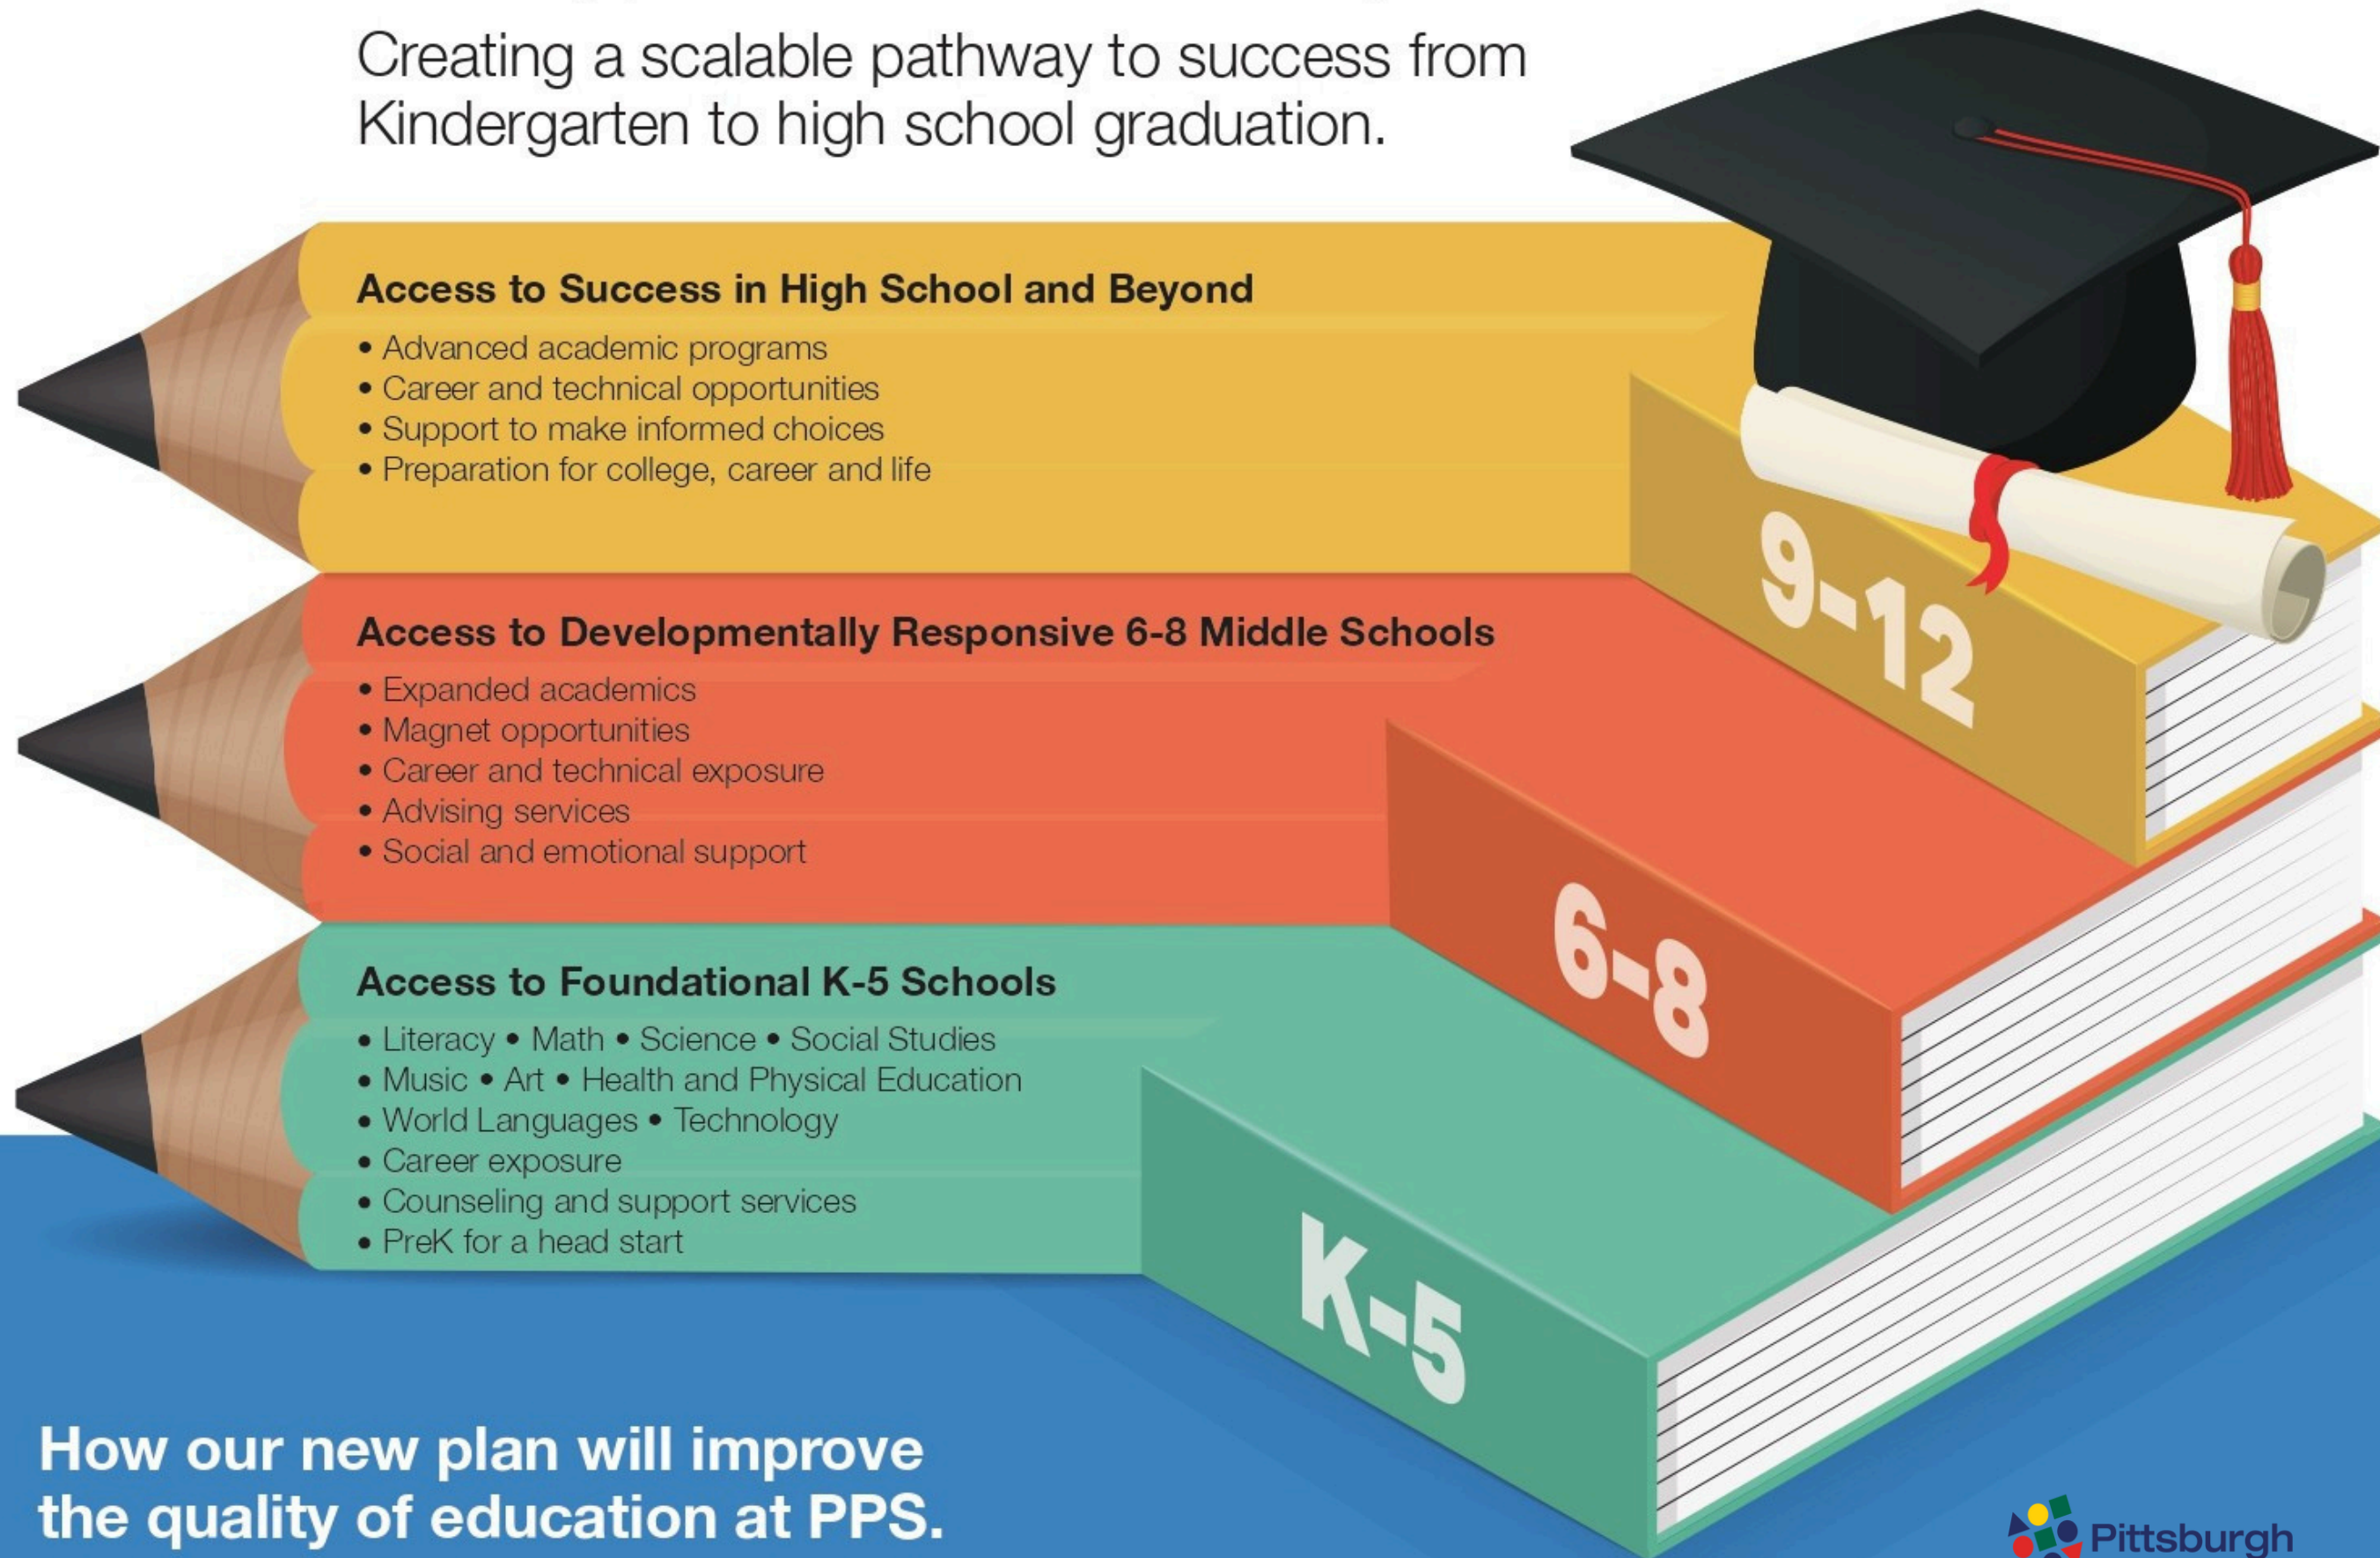 Creating a scalable pathway to success from
Kindergarten to high school graduation.
Access to Success in High School and Beyond
• Advanced academic programs
• Career and technical opportunities
• Support to make informed choices
• Preparation for college, career and life
9-12
Access to Developmentally Responsive 6-8 Middle Schools
• Expanded academics
• Magnet opportunities
• Career and technical exposure
• Advising services
• Social and emotional support
6-8
Access to Foundational K-5 Schools
• Literacy • Math • Science • Social Studies
• Music • Art • Health and Physical Education
• World Languages • Technology
• Career exposure
• Counseling and support services
• PreK for a head start
K-5
How our new plan will improve
the quality of education at PPS.
Pittsburgh